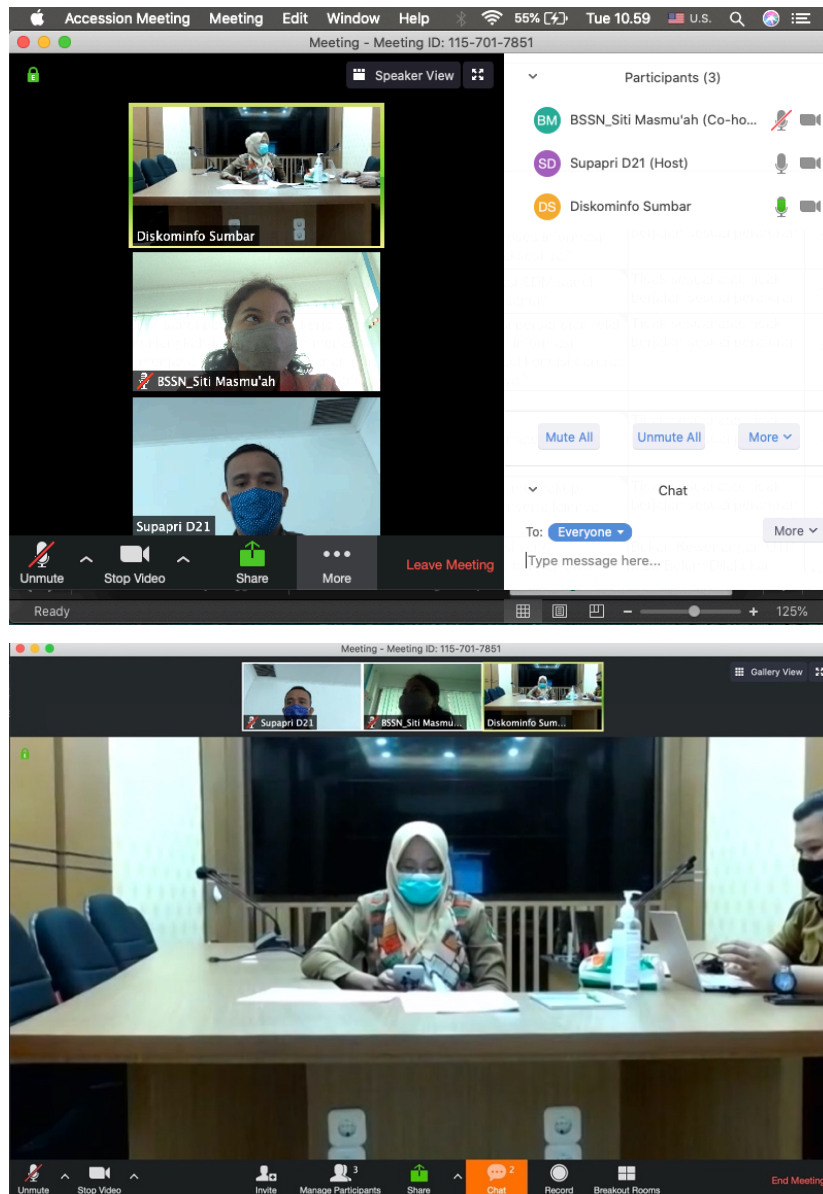 Accession Meeting Meeting Edit Window Help 55% Tue 10.59 U.S.
Meeting - Meeting ID: 115-701-7851
E
Speaker View
Participants (3)
BM BSSN_Siti Masmu'ah (Co-ho...
SD Supapri D21 (Host)
DS Diskominfo Sumbar
Diskominfo Sumbar
BSSN_Siti Masmu'ah
Supapri D21
Mute All Unmute All More
Chat
To: Everyone More
Type message here...
Unmute Stop Video Share More Leave Meeting
Ready 125%
Meeting - Meeting ID: 115-701-7851
Gallery View
Supapri D21 BSSN_Siti Masmu... Diskominfo Sum...
3 2
Unmute Stop Video Invite Manage Participants Share Chat Record Breakout Rooms End Meeting